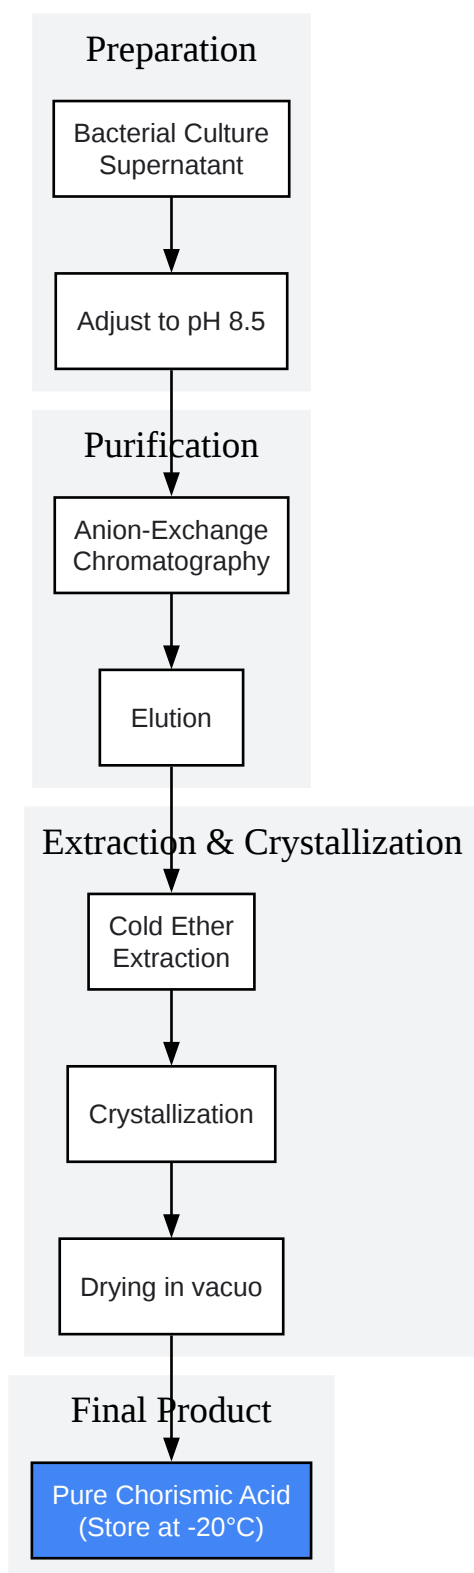 Preparation
Bacterial Culture
Supernatant
Adjust to pH 8.5
Purification
Anion-Exchange
Chromatography
Elution
Extraction & Crystallization
Cold Ether
Extraction
Crystallization
Drying in vacuo
Final Product
Pure Chorismic Acid
(Store at -20°C)